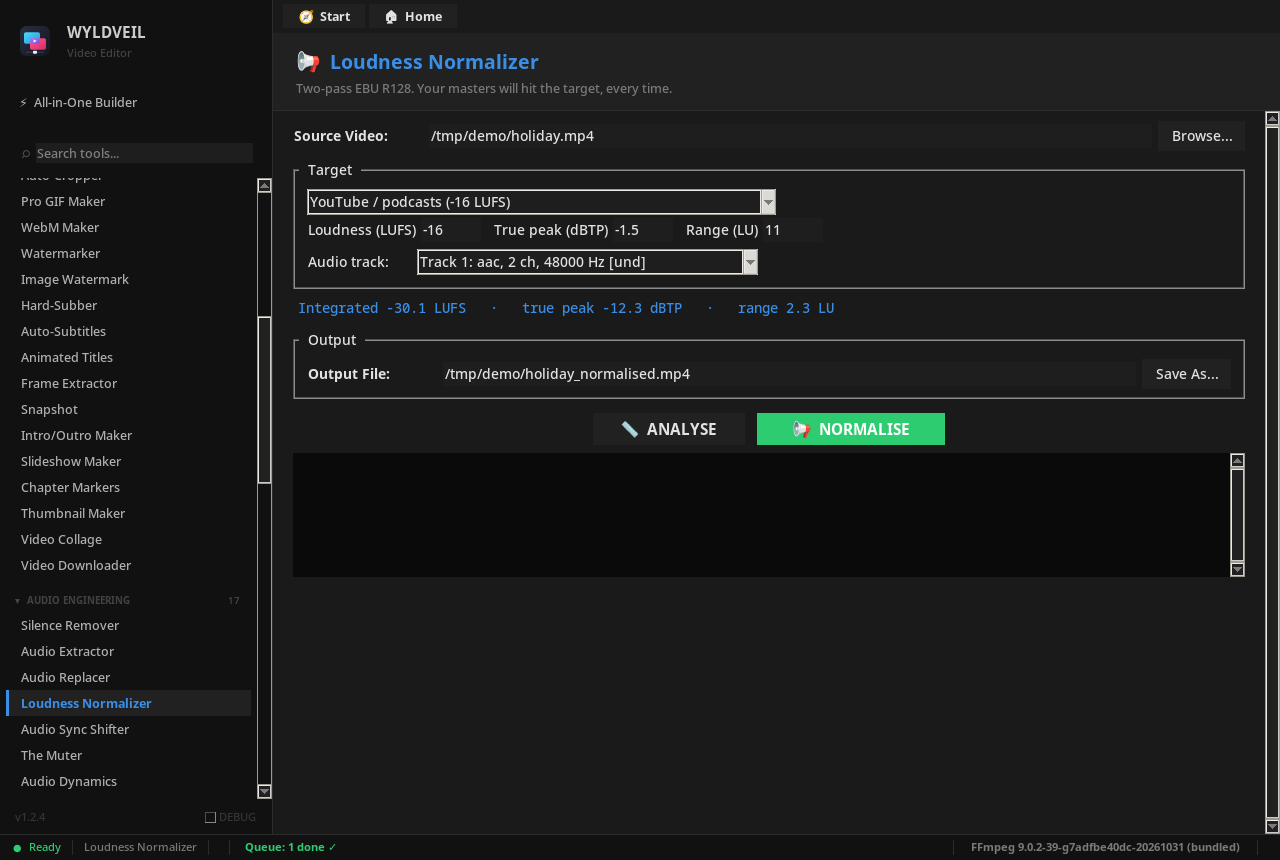 WYLDVEIL
Video Editor
⚡ All-in-One Builder
Search tools...
Auto-Cropper
Pro GIF Maker
WebM Maker
Watermarker
Image Watermark
Hard-Subber
Auto-Subtitles
Animated Titles
Frame Extractor
Snapshot
Intro/Outro Maker
Slideshow Maker
Chapter Markers
Thumbnail Maker
Video Collage
Video Downloader
▾ AUDIO ENGINEERING 17
Silence Remover
Audio Extractor
Audio Replacer
Loudness Normalizer
Audio Sync Shifter
The Muter
Audio Dynamics
v1.2.4 DEBUG
🧭 Start 🏠 Home
📢 Loudness Normalizer
Two-pass EBU R128. Your masters will hit the target, every time.
Source Video: /tmp/demo/holiday.mp4 Browse...
Target
YouTube / podcasts (-16 LUFS)
Loudness (LUFS) -16 True peak (dBTP) -1.5 Range (LU) 11
Audio track: Track 1: aac, 2 ch, 48000 Hz [und]
Integrated -30.1 LUFS · true peak -12.3 dBTP · range 2.3 LU
Output
Output File: /tmp/demo/holiday_normalised.mp4 Save As...
📏 ANALYSE 📢 NORMALISE
● Ready Loudness Normalizer Queue: 1 done ✓ FFmpeg 9.0.2-39-g7adfbe40dc-20261031 (bundled)